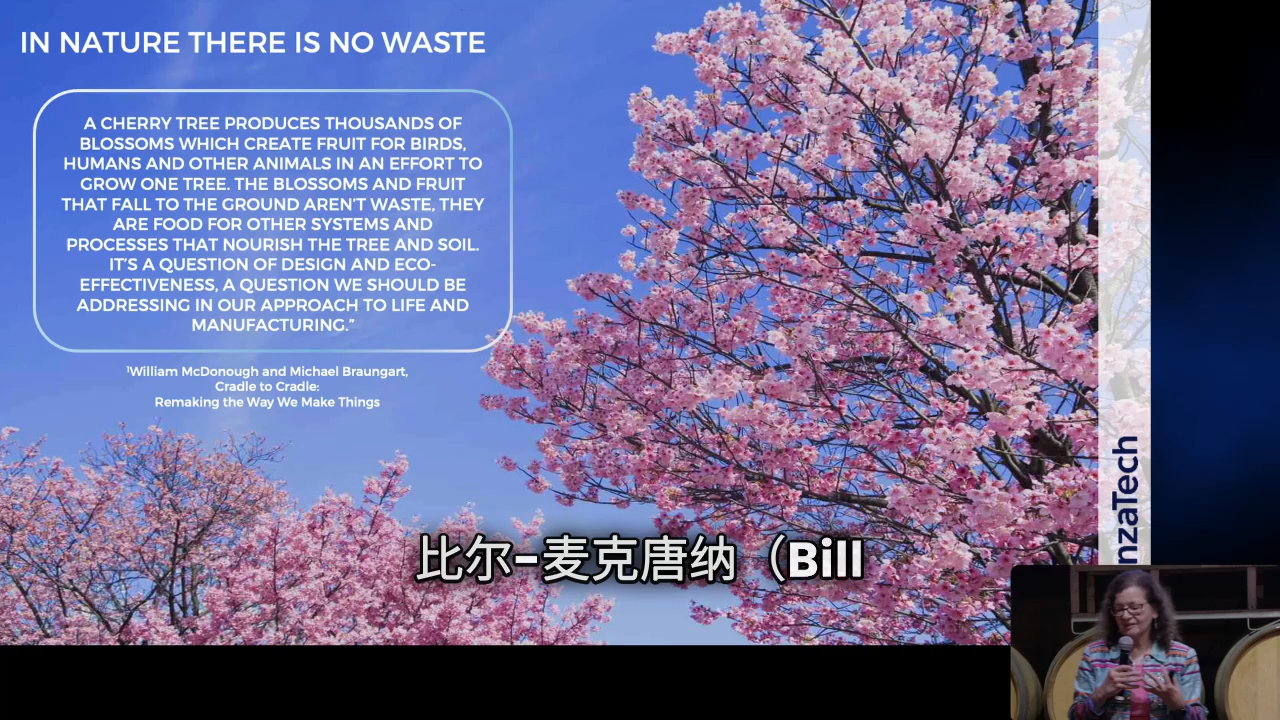 IN NATURE THERE IS NO WASTE
A CHERRY TREE PRODUCES THOUSANDS OF
BLOSSOMS WHICH CREATE FRUIT FOR BIRDS,
HUMANS AND OTHER ANIMALS IN AN EFFORT TO
GROW ONE TREE. THE BLOSSOMS AND FRUIT
THAT FALL TO THE GROUND AREN'T WASTE, THEY
ARE FOOD FOR OTHER SYSTEMS AND
PROCESSES THAT NOURISH THE TREE AND SOIL.
IT'S A QUESTION OF DESIGN AND ECO-
EFFECTIVENESS, A QUESTION WE SHOULD BE
ADDRESSING IN OUR APPROACH TO LIFE AND
MANUFACTURING."
¹William McDonough and Michael Braungart,
Cradle to Cradle:
Remaking the Way We Make Things
nzaTech
比尔-麦克唐纳（Bill